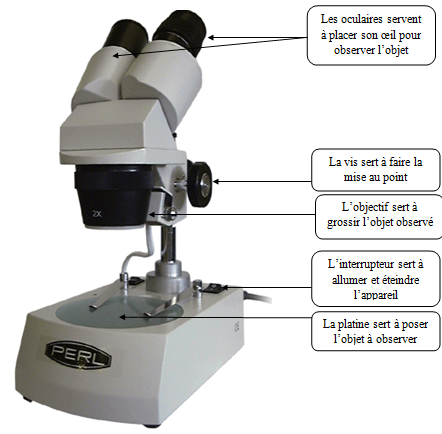 Les oculaires servent
à placer son œil pour
observer l'objet
La vis sert à faire la
mise au point
2X
L'objectif sert à
grossir l'objet observé
L'interrupteur sert à
allumer et éteindre
l'appareil
La platine sert à poser
l'objet à observer
PERL